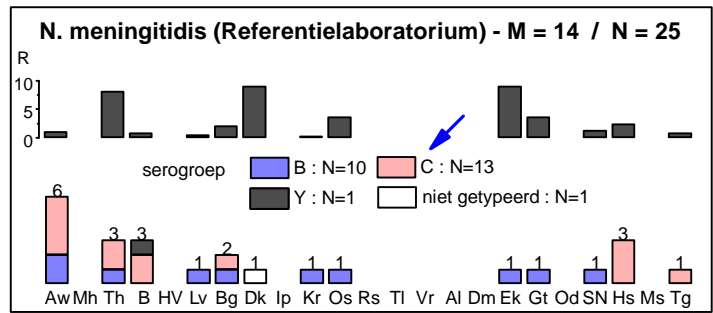 N. meningitidis (Referentielaboratorium) - M = 14 / N = 25
R
10
5
0
serogroep B : N=10 C : N=13
Y : N=1 niet getypeerd : N=1
6
3 3 3
2
1 1 1 1 1 1 1 1
Aw Mh Th B HV Lv Bg Dk Ip Kr Os Rs Tl Vr Al Dm Ek Gt Od SN Hs Ms Tg